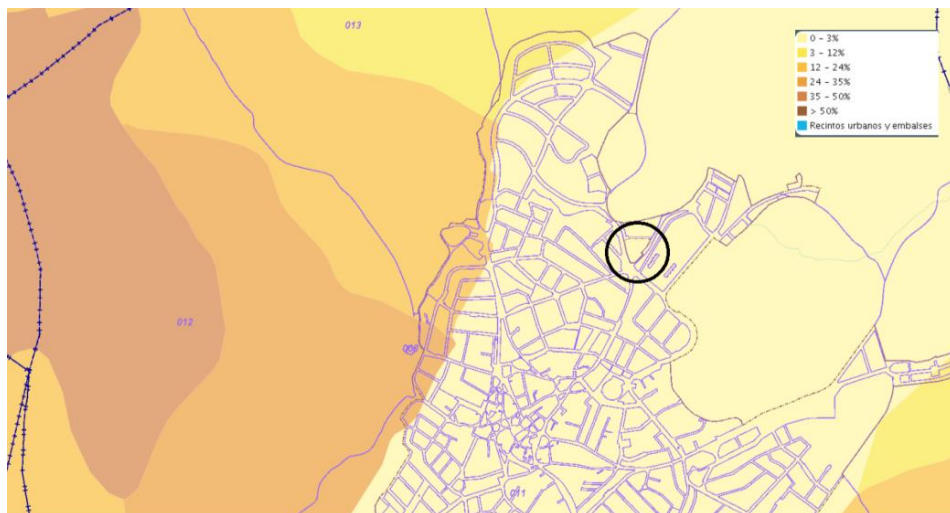 013
0 - 3%
3 - 12%
12 - 24%
24 - 35%
35 - 50%
> 50%
Recintos urbanos y embalses
012
011